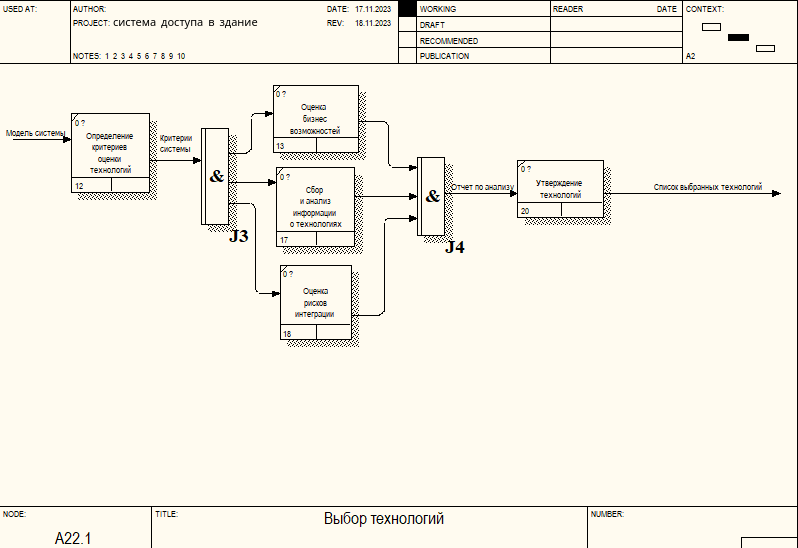 USED AT:
AUTHOR:
DATE: 17.11.2023
WORKING
READER
DATE
CONTEXT:
PROJECT: система доступа в здание
REV: 18.11.2023
DRAFT
RECOMMENDED
NOTES: 1 2 3 4 5 6 7 8 9 10
PUBLICATION
A2
Модель системы
0 ?
Определение
критериев
оценки
технологий
12
Критерии
системы
&
J3
0 ?
Оценка
бизнес
возможностей
13
0 ?
Сбор
и анализ
информации
о технологиях
17
0 ?
Оценка
рисков
интеграции
18
&
J4
Отчет по анализу
0 ?
Утверждение
технологий
20
Список выбранных технологий
NODE:
A22.1
TITLE:
Выбор технологий
NUMBER: